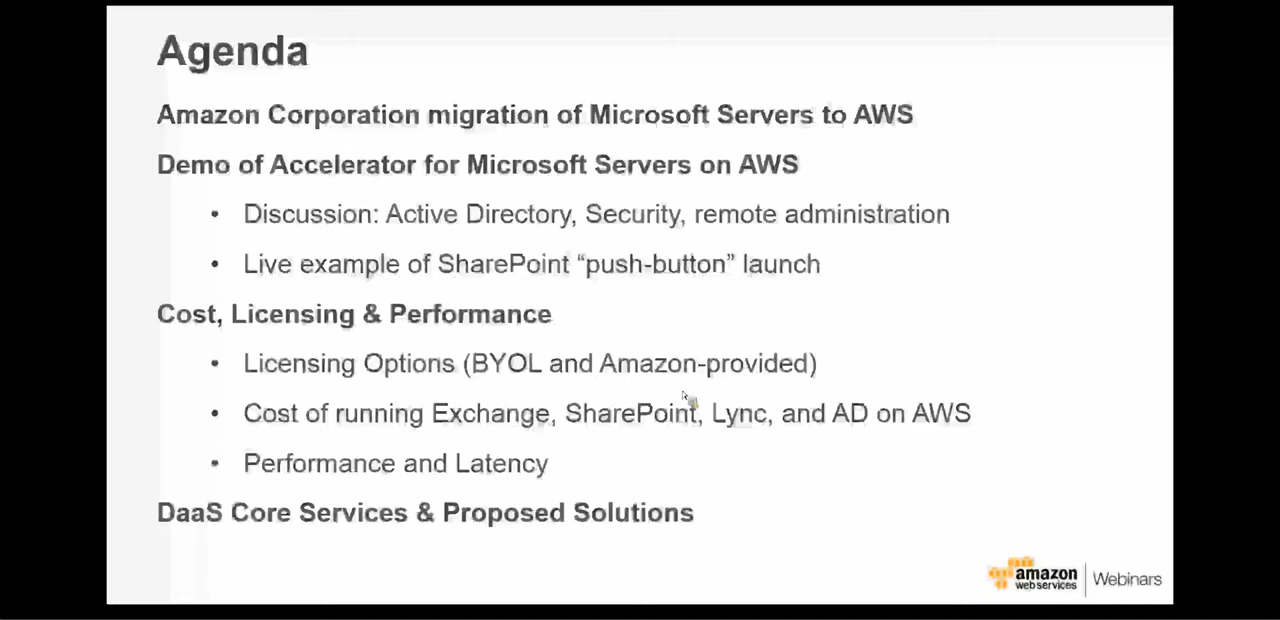 Agenda
Amazon Corporation migration of Microsoft Servers to AWS
Demo of Accelerator for Microsoft Servers on AWS
• Discussion: Active Directory, Security, remote administration
• Live example of SharePoint “push-button” launch
Cost, Licensing & Performance
• Licensing Options (BYOL and Amazon-provided)
• Cost of running Exchange, SharePoint, Lync, and AD on AWS
• Performance and Latency
DaaS Core Services & Proposed Solutions
amazon
webservices
Webinars